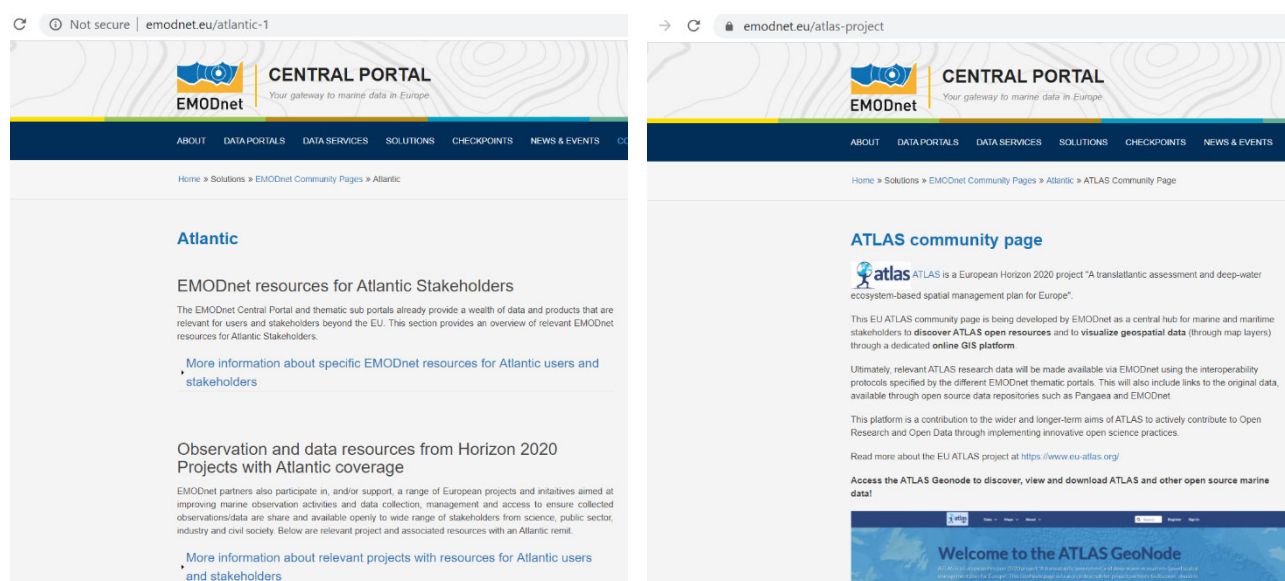 Not secure | emodnet.eu/atlantic-1
EMODnet
CENTRAL PORTAL
Your gateway to marine data in Europe
ABOUT DATA PORTALS DATA SERVICES SOLUTIONS CHECKPOINTS NEWS & EVENTS CO
Home » Solutions » EMODnet Community Pages » Atlantic
Atlantic
EMODnet resources for Atlantic Stakeholders
The EMODnet Central Portal and thematic sub portals already provide a wealth of data and products that are
relevant for users and stakeholders beyond the EU. This section provides an overview of relevant EMODnet
resources for Atlantic Stakeholders.
More information about specific EMODnet resources for Atlantic users and
stakeholders
Observation and data resources from Horizon 2020
Projects with Atlantic coverage
EMODnet partners also participate in, and/or support, a range of European projects and initaitives aimed at
improving marine observation activities and data collection, management and access to ensure collected
observations/data are share and available openly to wide range of stakeholders from science, public sector,
industry and civil society. Below are relevant project and associated resources with an Atlantic remit.
More information about relevant projects with resources for Atlantic users
and stakeholders
emodnet.eu/atlas-project
EMODnet
CENTRAL PORTAL
Your gateway to marine data in Europe
ABOUT DATA PORTALS DATA SERVICES SOLUTIONS CHECKPOINTS NEWS & EVENTS
Home » Solutions » EMODnet Community Pages » Atlantic » ATLAS Community Page
ATLAS community page
atlas ATLAS is a European Horizon 2020 project "A translatlantic assessment and deep-water
ecosystem-based spatial management plan for Europe".
This EU ATLAS community page is being developed by EMODnet as a central hub for marine and maritime
stakeholders to discover ATLAS open resources and to visualize geospatial data (through map layers)
through a dedicated online GIS platform.
Ultimately, relevant ATLAS research data will be made available via EMODnet using the interoperability
protocols specified by the different EMODnet thematic portals. This will also include links to the original data,
available through open source data repositories such as Pangaea and EMODnet
This platform is a contribution to the wider and longer-term aims of ATLAS to actively contribute to Open
Research and Open Data through implementing innovative open science practices.
Read more about the EU ATLAS project at https://www.eu-atlas.org/
Access the ATLAS Geonode to discover, view and download ATLAS and other open source marine
data!
atlas Data Maps About Search Register Sign in
Welcome to the ATLAS GeoNode